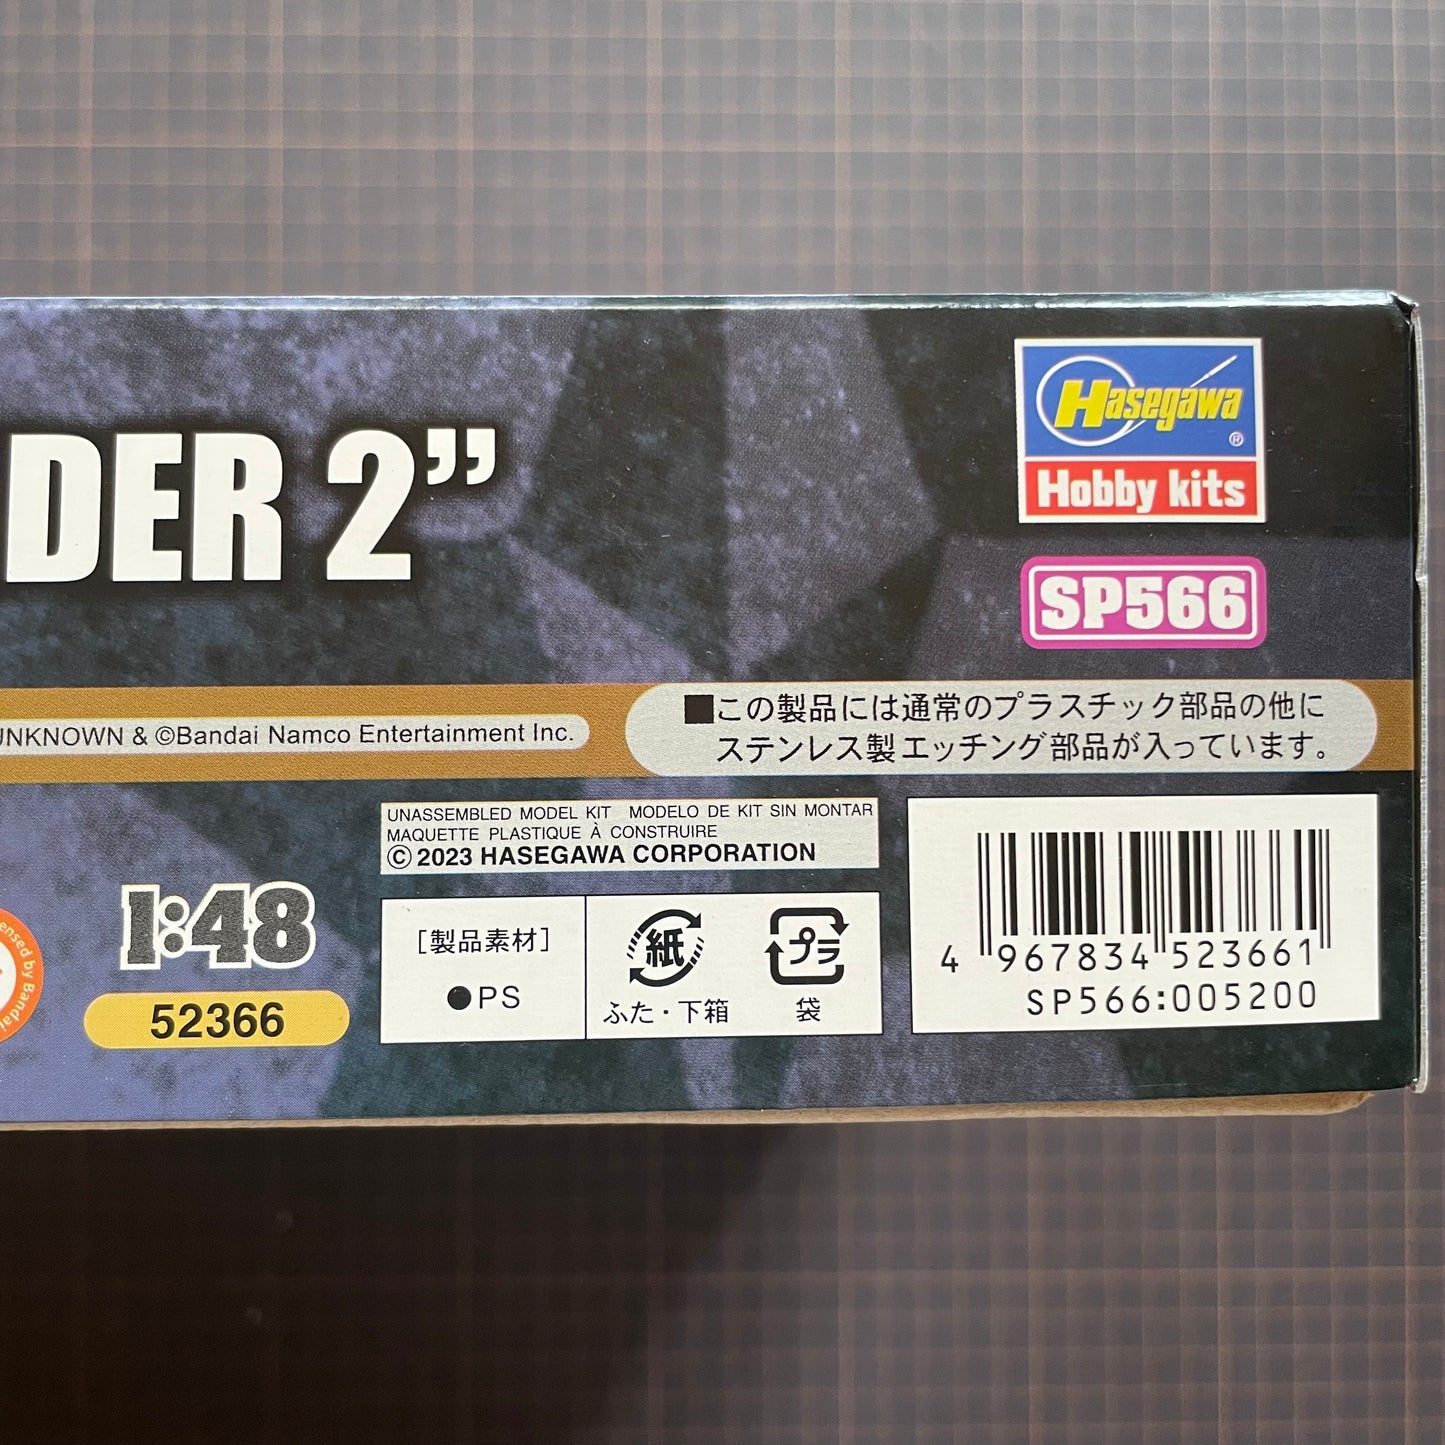 DER 2”
Hasegawa
®
Hobby kits
SP566
UNKNOWN & ©Bandai Namco Entertainment Inc.
■この製品には通常のプラスチック部品の他に
ステンレス製エッチング部品が入っています。
UNASSEMBLED MODEL KIT MODELO DE KIT SIN MONTAR
MAQUETTE PLASTIQUE À CONSTRUIRE
© 2023 HASEGAWA CORPORATION
1:48
52366
by Bandai
[製品素材]
●PS
紙
ふた・下箱
プラ
袋
4 967834 523661
SP566:005200